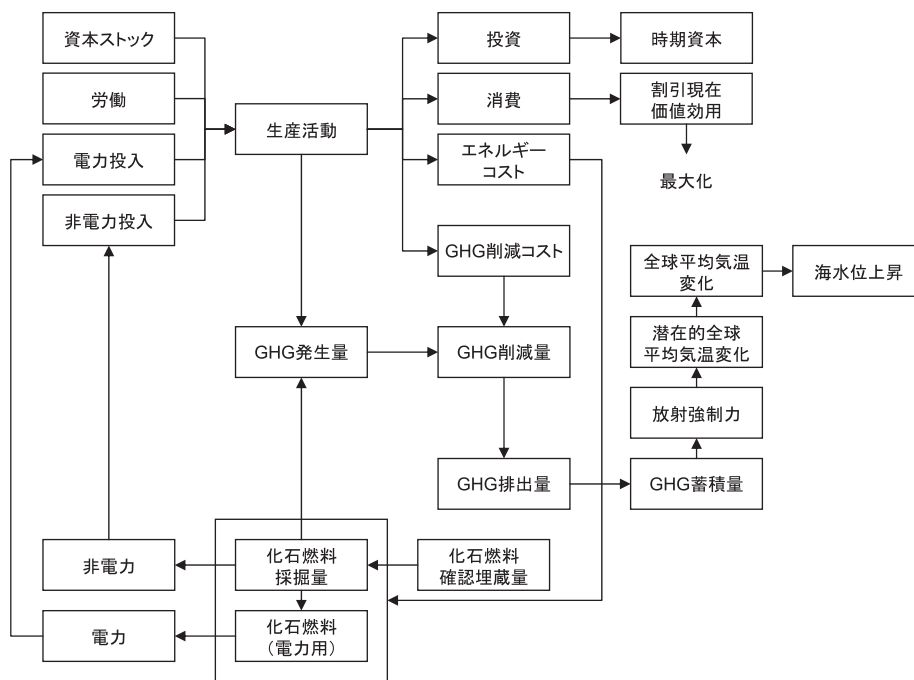 資本ストック
労働
電力投入
非電力投入
生産活動
投資
時期資本
消費
割引現在
価値効用
エネルギー
コスト
最大化
GHG削減コスト
全球平均気温
変化
海水位上昇
GHG発生量
GHG削減量
潜在的全球
平均気温変化
放射強制力
GHG排出量
GHG蓄積量
非電力
化石燃料
採掘量
化石燃料
確認埋蔵量
電力
化石燃料
（電力用）